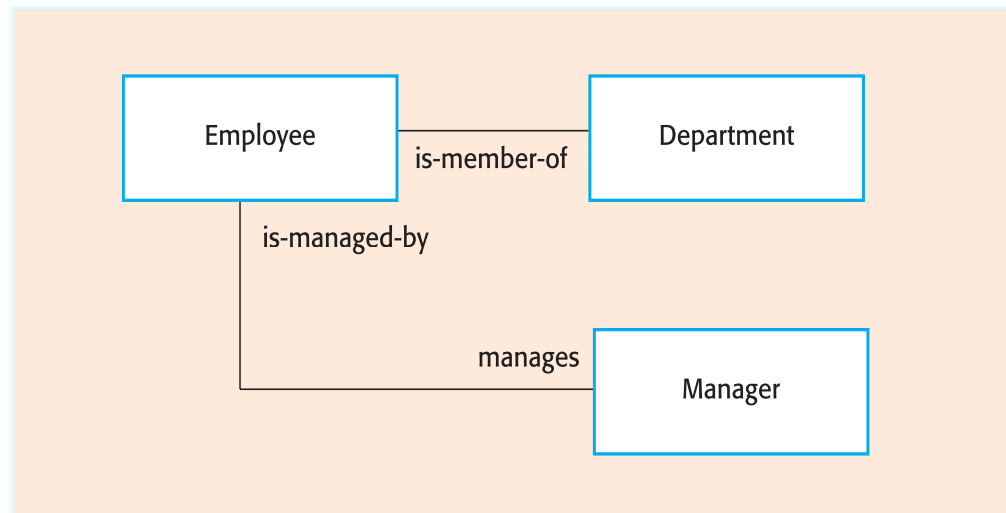 Employee
Department
is-member-of
is-managed-by
manages
Manager